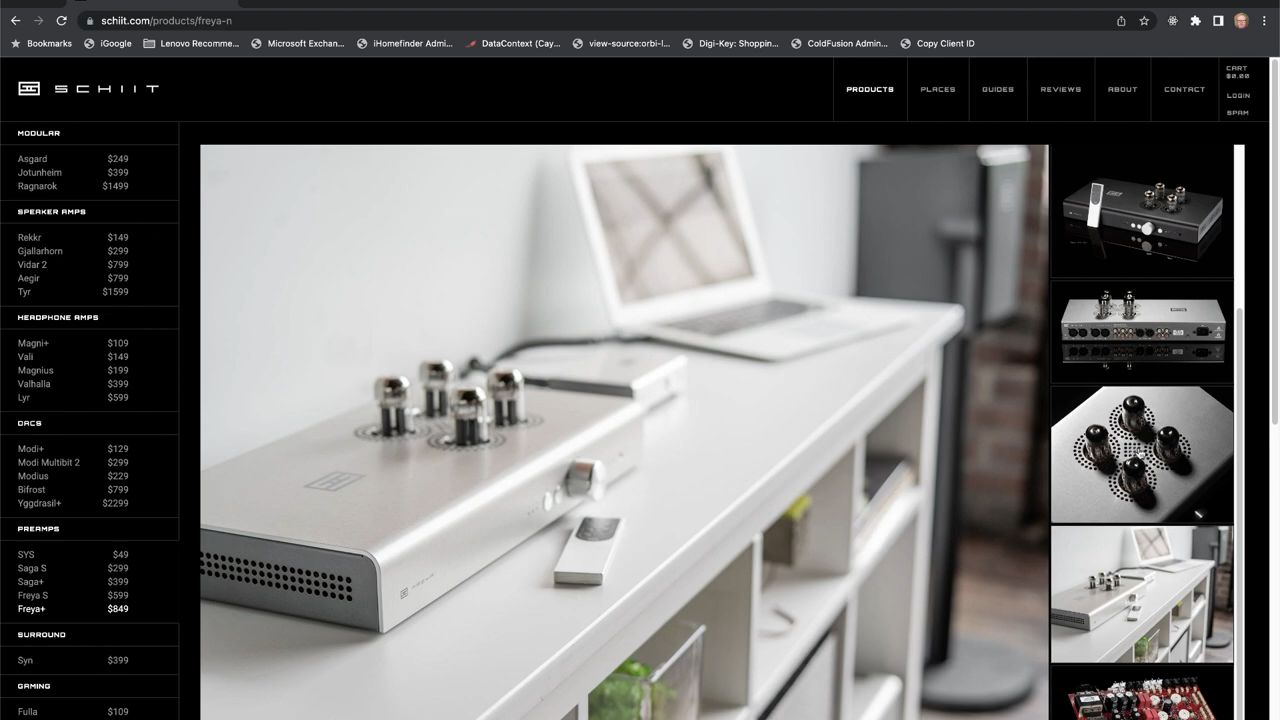 schiit.com/products/freya-n
Bookmarks iGoogle Lenovo Recomme... Microsoft Exchan... iHomefinder Admi... DataContext (Cay... view-source:orbi-l... Digi-Key: Shoppin... ColdFusion Admin... Copy Client ID
SCHIIT
PRODUCTS PLACES GUIDES REVIEWS ABOUT CONTACT
CART
$0.00
LOGIN
SPAM
MODULAR
Asgard $249
Jotunheim $399
Ragnarok $1499
SPEAKER AMPS
Rekkr $149
Gjallarhorn $299
Vidar 2 $799
Aegir $799
Tyr $1599
HEADPHONE AMPS
Magni+ $109
Vali $149
Magnius $199
Valhalla $399
Lyr $599
DACS
Modi+ $129
Modi Multibit 2 $299
Modius $229
Bifrost $799
Yggdrasil+ $2299
PREAMPS
SYS $49
Saga S $299
Saga+ $399
Freya S $599
Freya+ $849
SURROUND
Syn $399
GAMING
Fulla $109